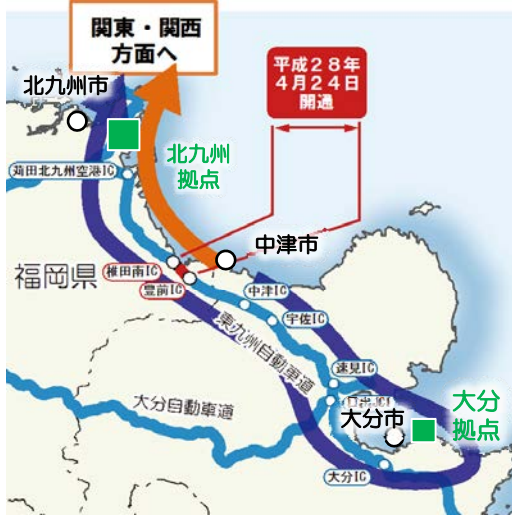 関東・関西
方面へ
平成28年
4月24日
開通
北九州市
北九州
拠点
苅田北九州空港IC
中津市
福岡県
椎田南IC
豊前IC
中津IC
宇佐IC
東九州自動車道
速見IC
大分自動車道
日出IC
大分市
大分
拠点
大分IC